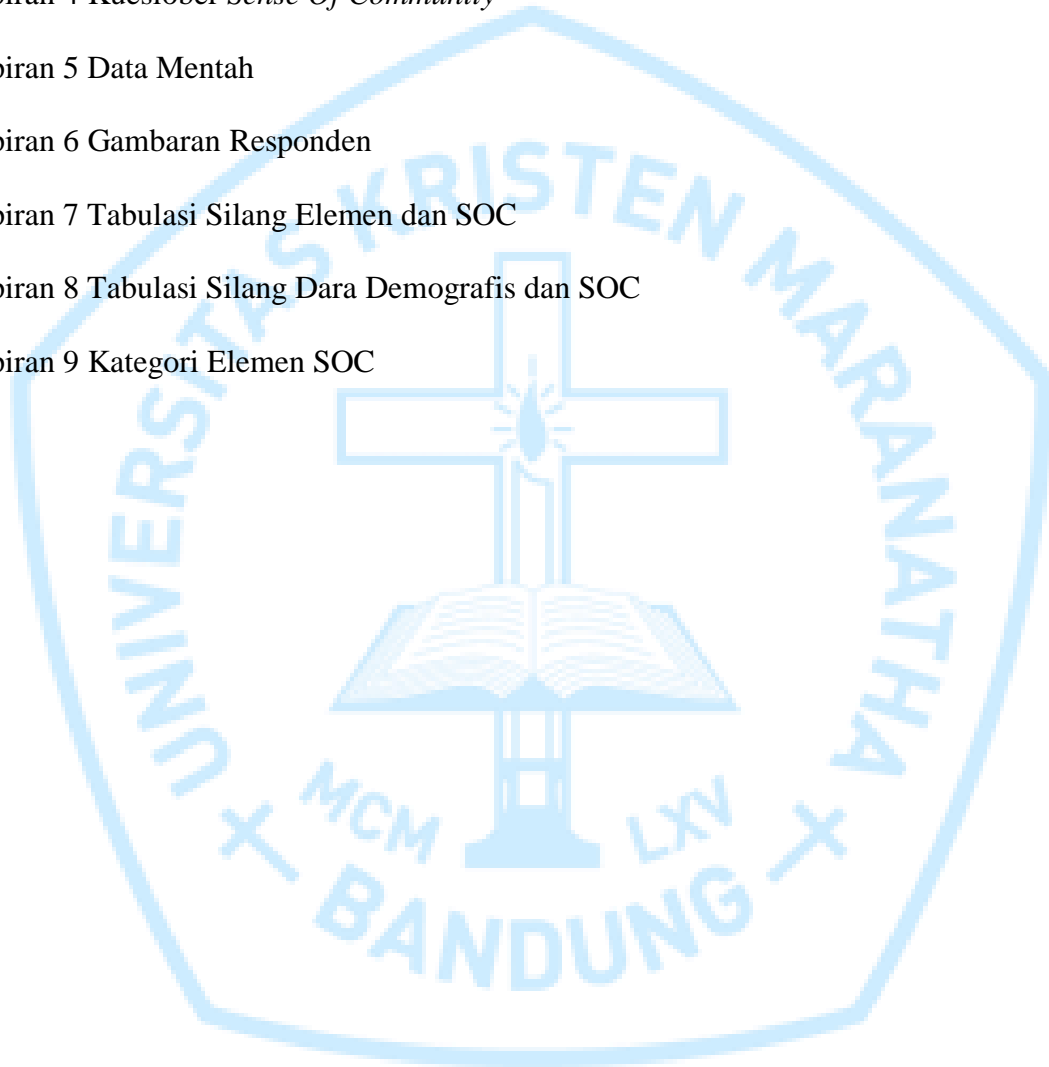 piran 4 Kuesiober Sense Of Community
piran 5 Data Mentah
piran 6 Gambaran Responden
piran 7 Tabulasi Silang Elemen dan SOC
piran 8 Tabulasi Silang Dara Demografis dan SOC
piran 9 Kategori Elemen SOC
UNIVERSITAS KRISTEN MARANATHA
MCM LXV
BANDUNG